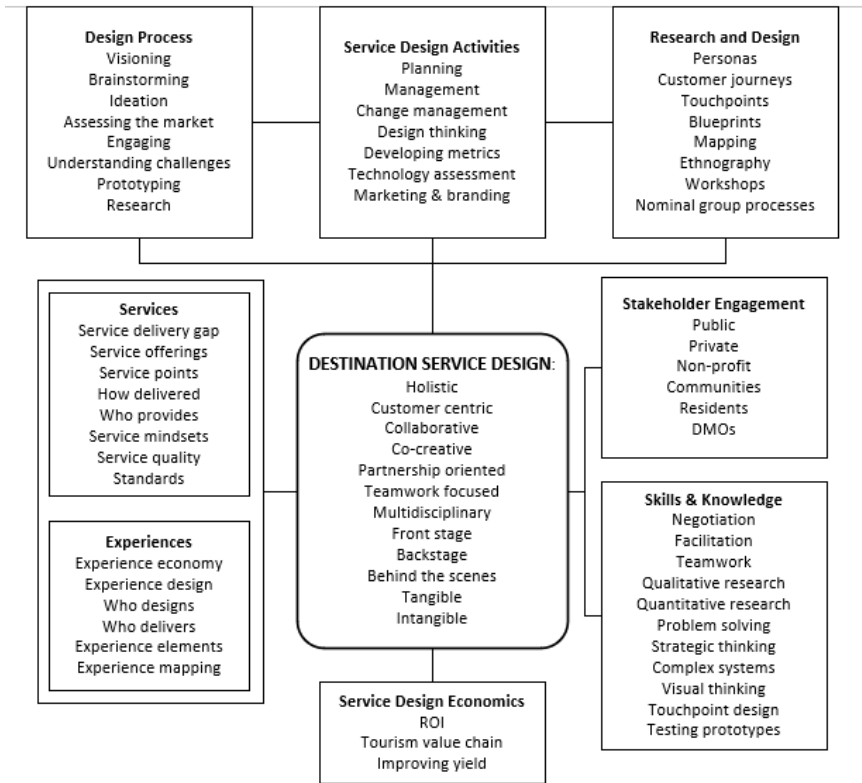 Design Process
Visioning
Brainstorming
Ideation
Assessing the market
Engaging
Understanding challenges
Prototyping
Research
Service Design Activities
Planning
Management
Change management
Design thinking
Developing metrics
Technology assessment
Marketing & branding
Research and Design
Personas
Customer journeys
Touchpoints
Blueprints
Mapping
Ethnography
Workshops
Nominal group processes
Services
Service delivery gap
Service offerings
Service points
How delivered
Who provides
Service mindsets
Service quality
Standards
Experiences
Experience economy
Experience design
Who designs
Who delivers
Experience elements
Experience mapping
DESTINATION SERVICE DESIGN:
Holistic
Customer centric
Collaborative
Co-creative
Partnership oriented
Teamwork focused
Multidisciplinary
Front stage
Backstage
Behind the scenes
Tangible
Intangible
Stakeholder Engagement
Public
Private
Non-profit
Communities
Residents
DMOs
Skills & Knowledge
Negotiation
Facilitation
Teamwork
Qualitative research
Quantitative research
Problem solving
Strategic thinking
Complex systems
Visual thinking
Touchpoint design
Testing prototypes
Service Design Economics
ROI
Tourism value chain
Improving yield